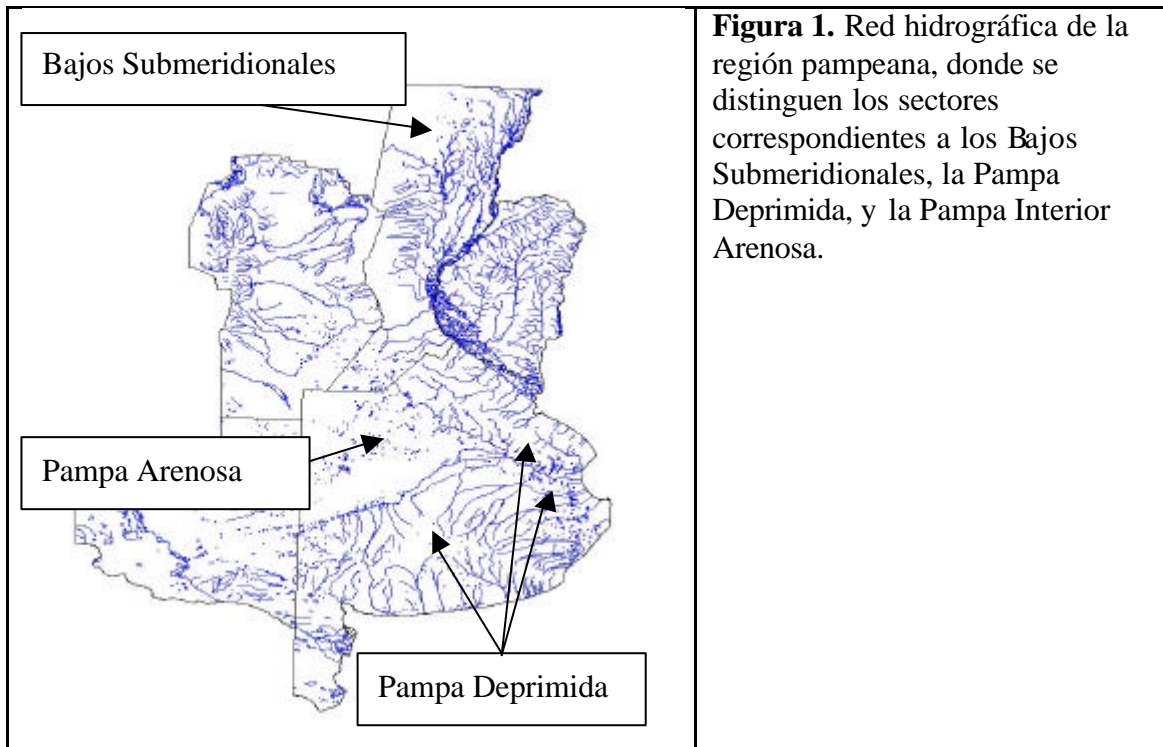 Bajos Submeridionales
Pampa Arenosa
Pampa Deprimida
Figura 1. Red hidrográfica de la
región pampeana, donde se
distinguen los sectores
correspondientes a los Bajos
Submeridionales, la Pampa
Deprimida, y la Pampa Interior
Arenosa.